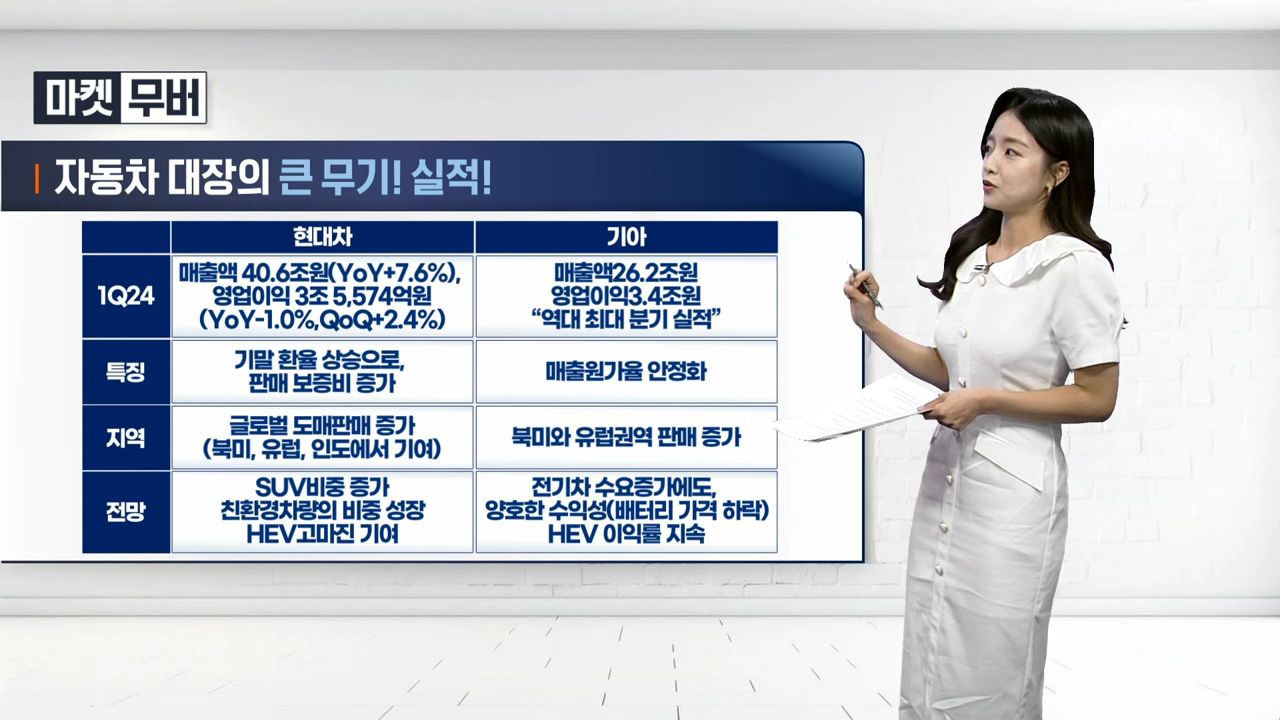 마켓무버
자동차 대장의 큰 무기! 실적!
현대차 기아
1Q24
매출액 40.6조원(YoY+7.6%),
영업이익 3조 5,574억원
(YoY-1.0%,QoQ+2.4%)
매출액26.2조원
영업이익3.4조원
“역대 최대 분기 실적”
특징
기말 환율 상승으로,
판매 보증비 증가
매출원가율 안정화
지역
글로벌 도매판매 증가
(북미, 유럽, 인도에서 기여)
북미와 유럽권역 판매 증가
전망
SUV비중 증가
친환경차량의 비중 성장
HEV고마진 기여
전기차 수요증가에도,
양호한 수익성(배터리 가격 하락)
HEV 이익률 지속